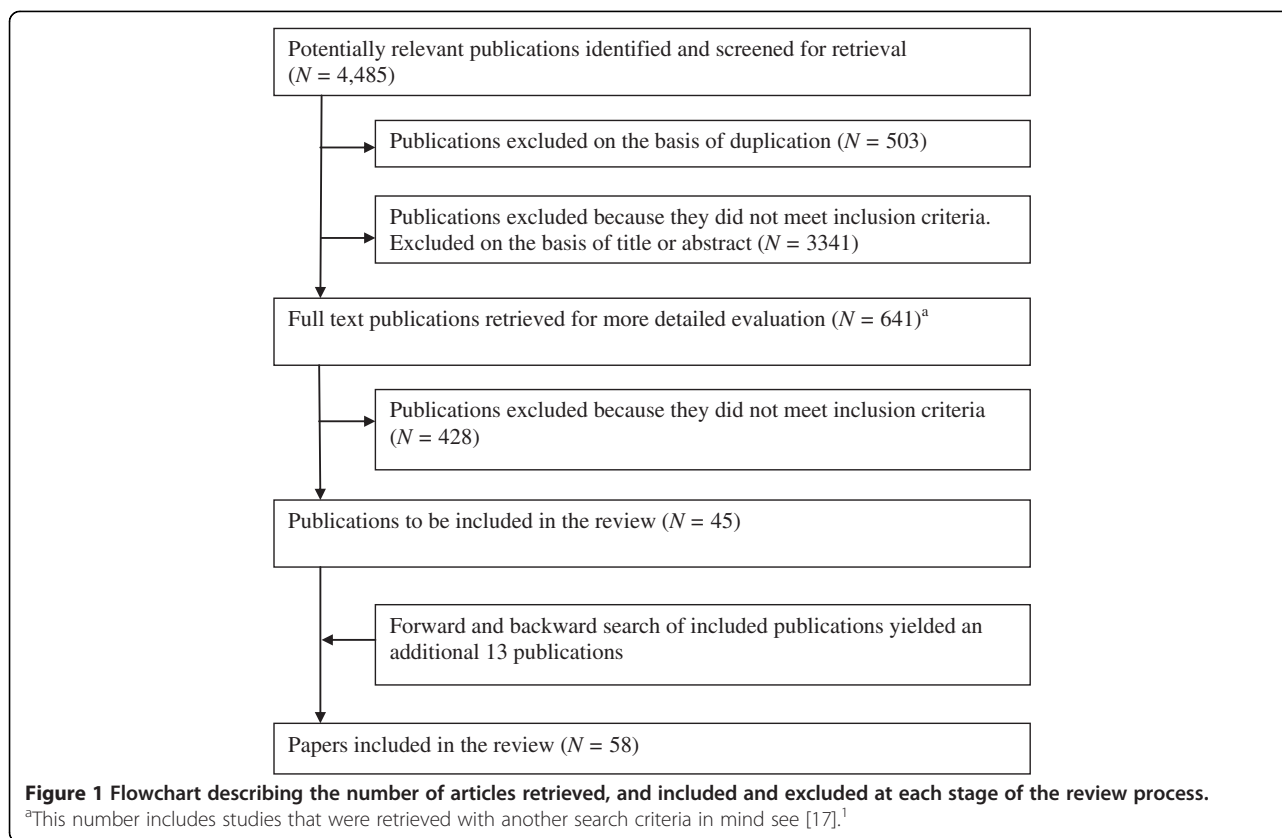 Potentially relevant publications identified and screened for retrieval
(N = 4,485)
Publications excluded on the basis of duplication (N = 503)
Publications excluded because they did not meet inclusion criteria.
Excluded on the basis of title or abstract (N = 3341)
Full text publications retrieved for more detailed evaluation (N = 641)a
Publications excluded because they did not meet inclusion criteria
(N = 428)
Publications to be included in the review (N = 45)
Forward and backward search of included publications yielded an
additional 13 publications
Papers included in the review (N = 58)
Figure 1 Flowchart describing the number of articles retrieved, and included and excluded at each stage of the review process.
aThis number includes studies that were retrieved with another search criteria in mind see [17].1